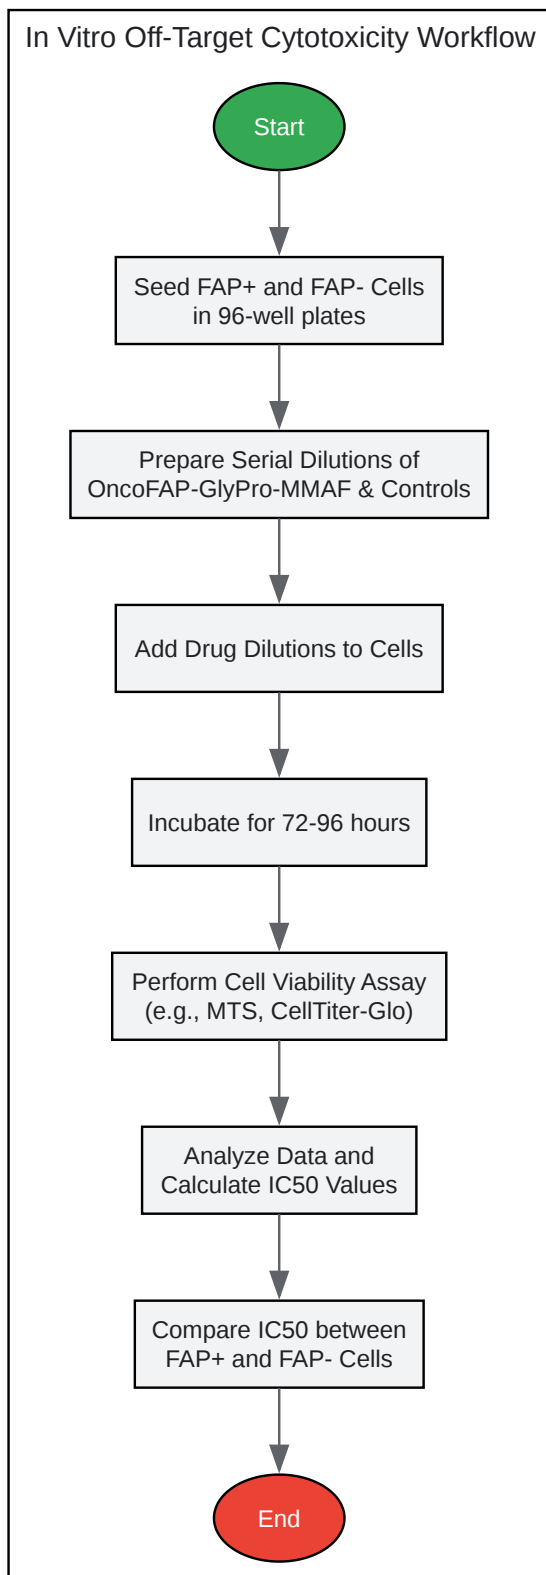 In Vitro Off-Target Cytotoxicity Workflow
Start
Seed FAP+ and FAP- Cells
in 96-well plates
Prepare Serial Dilutions of
OncoFAP-GlyPro-MMAF & Controls
Add Drug Dilutions to Cells
Incubate for 72-96 hours
Perform Cell Viability Assay
(e.g., MTS, CellTiter-Glo)
Analyze Data and
Calculate IC50 Values
Compare IC50 between
FAP+ and FAP- Cells
End